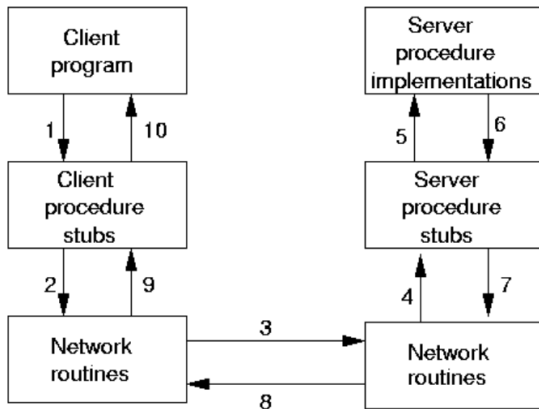 Client
program
Server
procedure
implementations
1
10
5
6
Client
procedure
stubs
Server
procedure
stubs
2
9
4
7
3
Network
routines
Network
routines
8